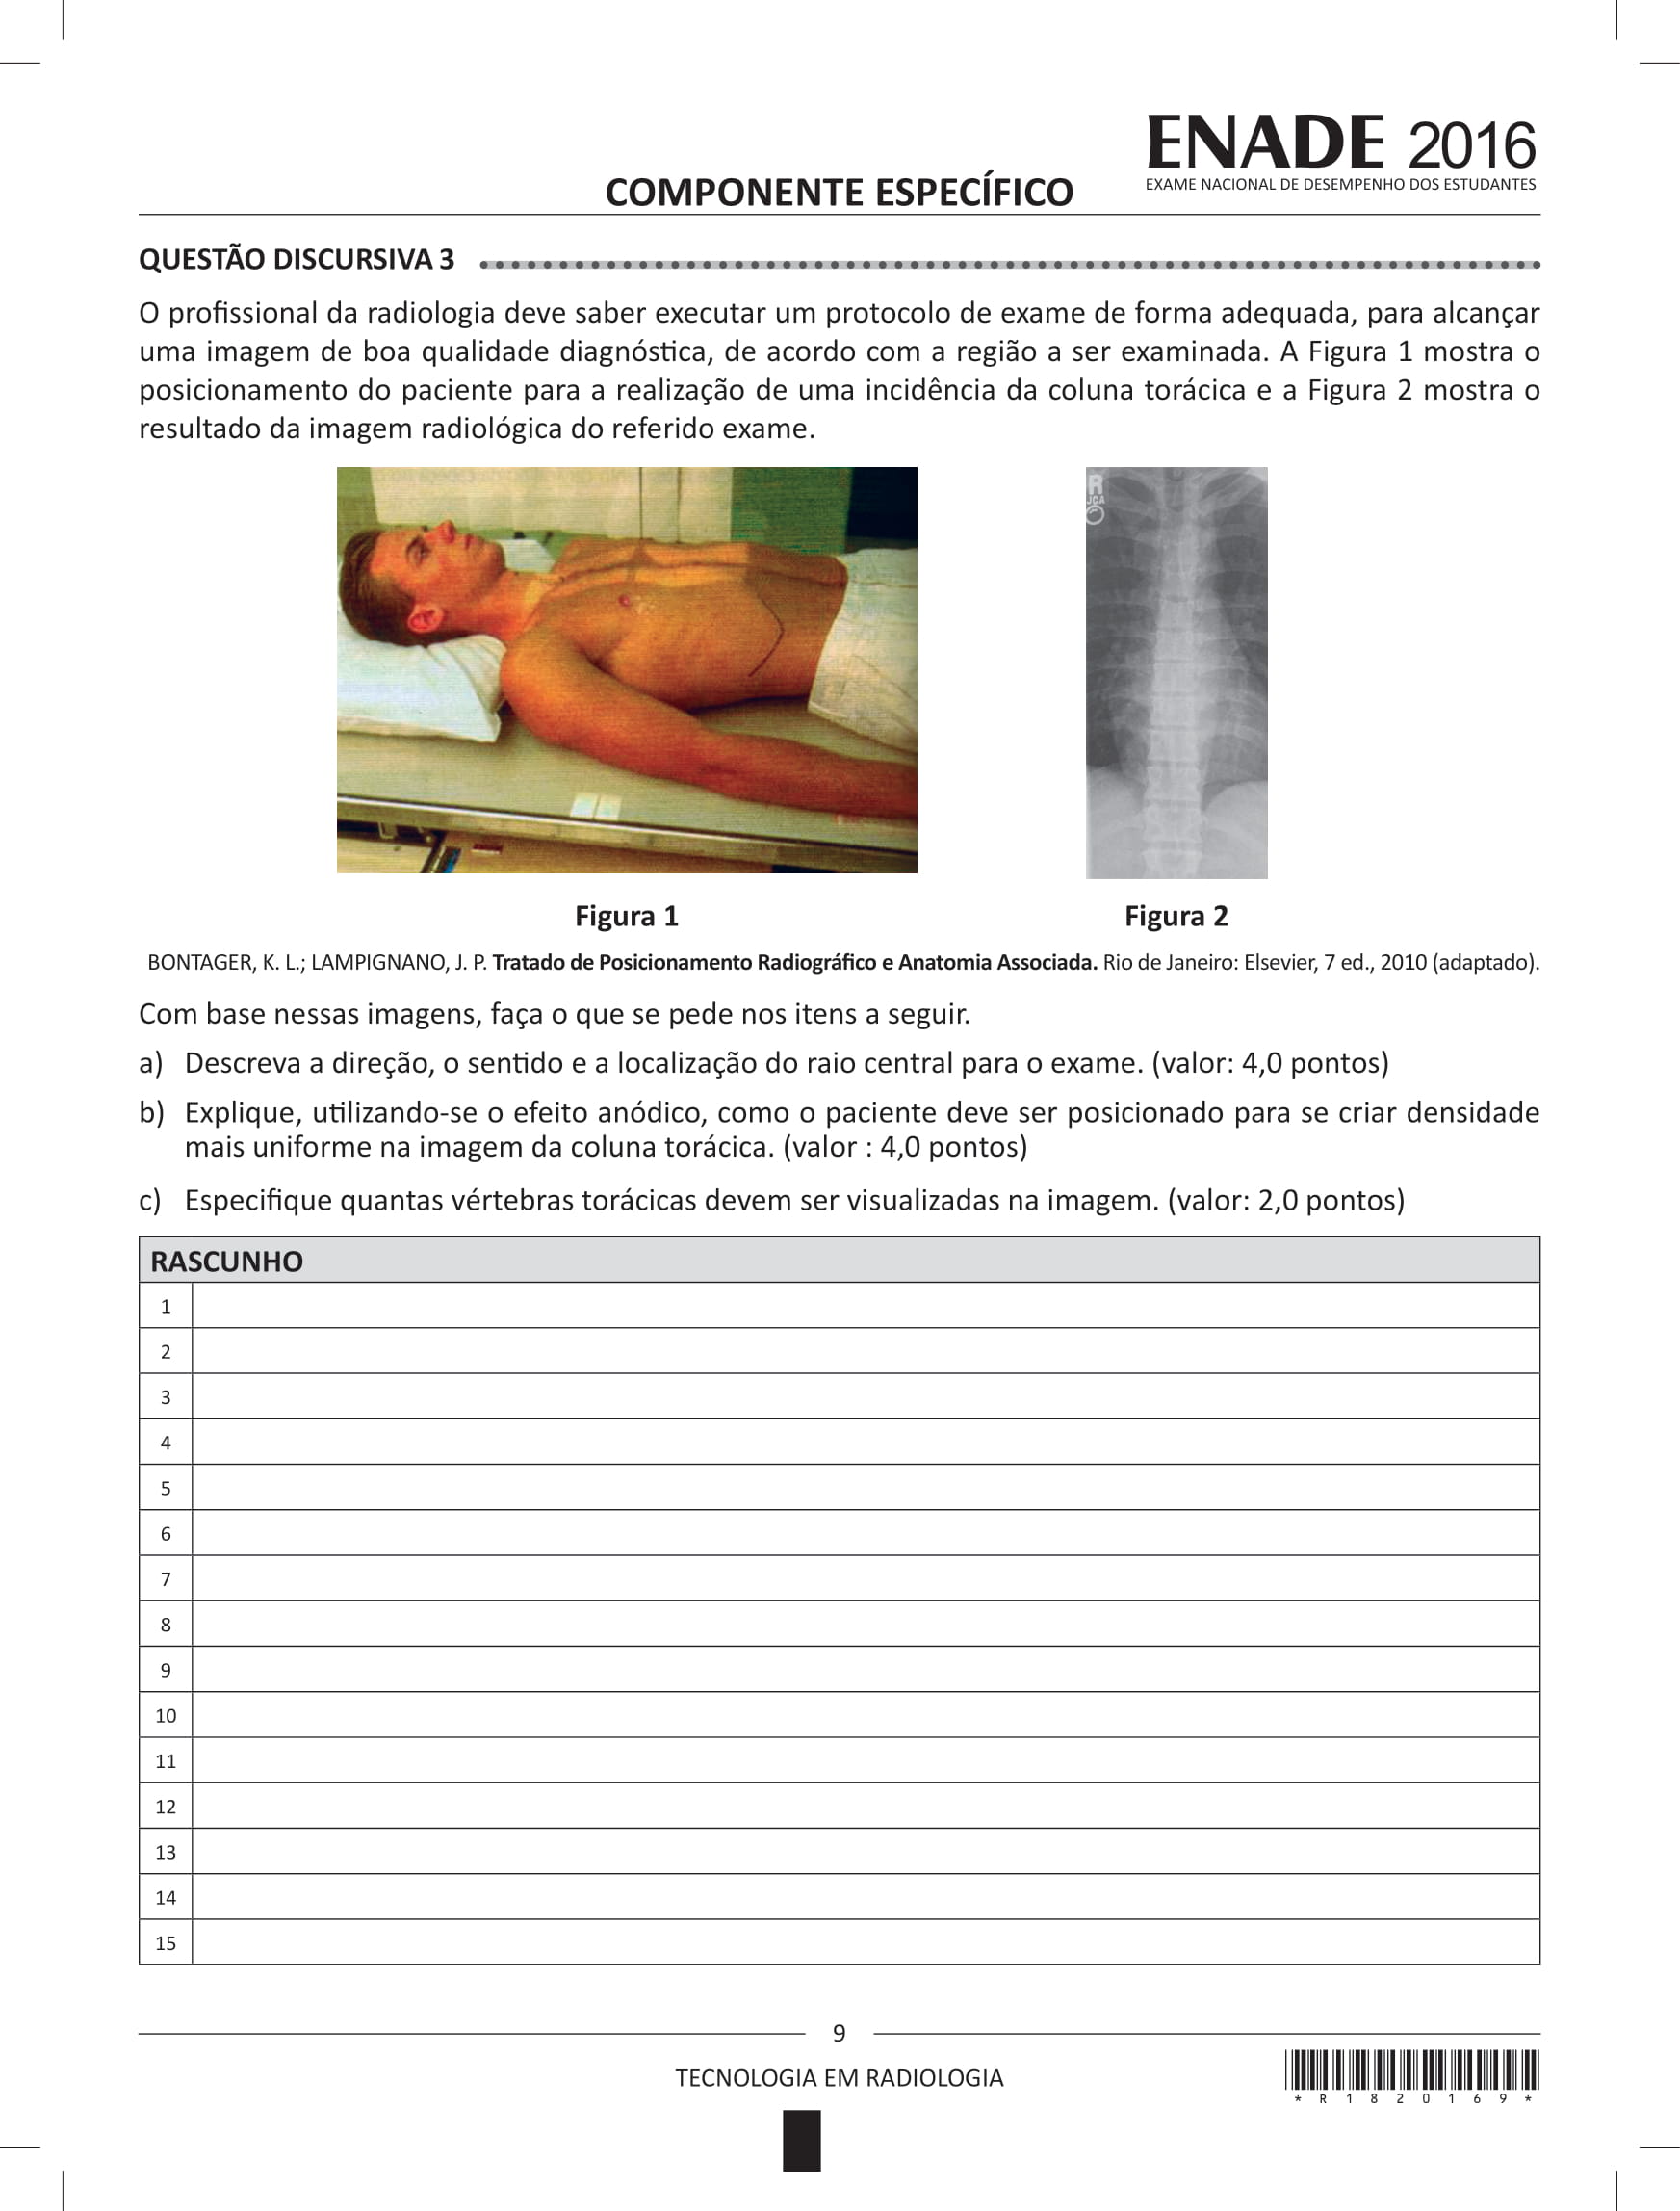 ENADE 2016
EXAME NACIONAL DE DESEMPENHO DOS ESTUDANTES
COMPONENTE ESPECÍFICO
QUESTÃO DISCURSIVA 3
O profissional da radiologia deve saber executar um protocolo de exame de forma adequada, para alcançar
uma imagem de boa qualidade diagnóstica, de acordo com a região a ser examinada. A Figura 1 mostra o
posicionamento do paciente para a realização de uma incidência da coluna torácica e a Figura 2 mostra o
resultado da imagem radiológica do referido exame.
R
JCA
Figura 1
Figura 2
BONTAGER, K. L.; LAMPIGNANO, J. P. Tratado de Posicionamento Radiográfico e Anatomia Associada. Rio de Janeiro: Elsevier, 7 ed., 2010 (adaptado).
Com base nessas imagens, faça o que se pede nos itens a seguir.
a) Descreva a direção, o sentido e a localização do raio central para o exame. (valor: 4,0 pontos)
b) Explique, utilizando-se o efeito anódico, como o paciente deve ser posicionado para se criar densidade
mais uniforme na imagem da coluna torácica. (valor : 4,0 pontos)
c) Especifique quantas vértebras torácicas devem ser visualizadas na imagem. (valor: 2,0 pontos)
RASCUNHO
1
2
3
4
5
6
7
8
9
10
11
12
13
14
15
9
TECNOLOGIA EM RADIOLOGIA
* R 1 8 2 0 1 6 9 *